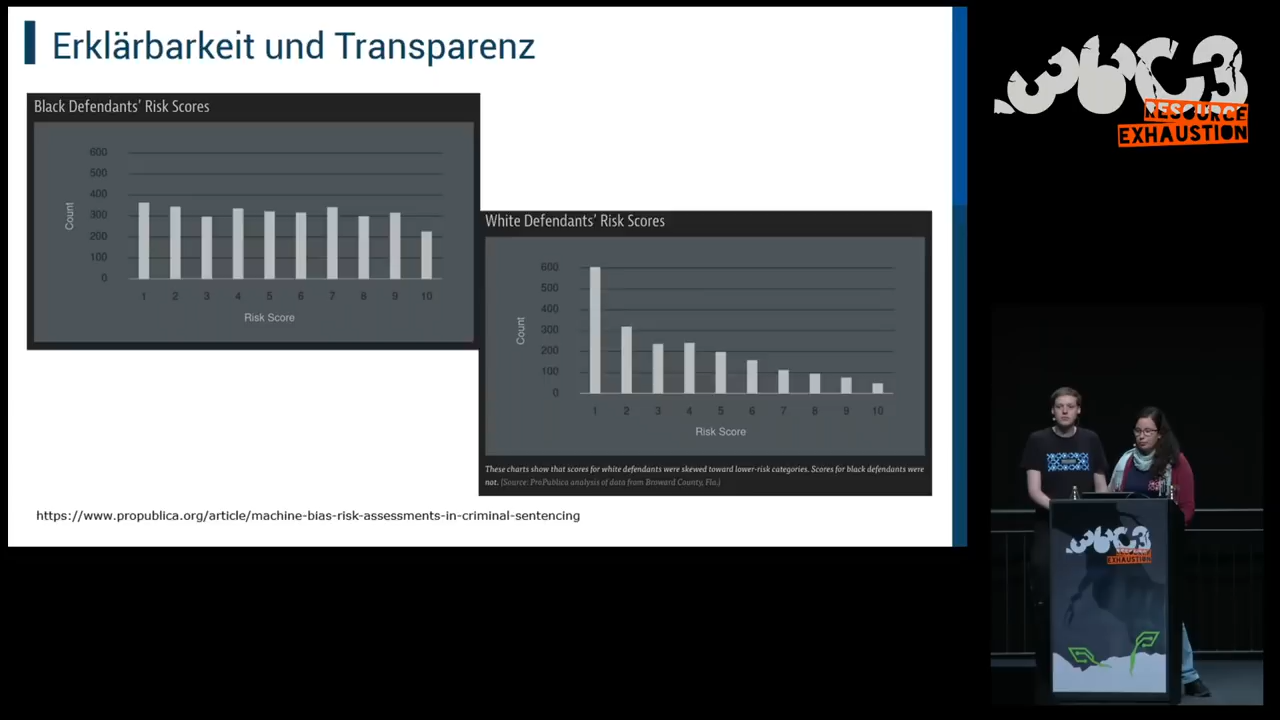 Erklärbarkeit und Transparenz
Black Defendants' Risk Scores
600
500
400
300
200
100
0
Count
1 2 3 4 5 6 7 8 9 10
Risk Score
White Defendants' Risk Scores
600
500
400
300
200
100
0
Count
1 2 3 4 5 6 7 8 9 10
Risk Score
These charts show that scores for white defendants were skewed toward lower-risk categories. Scores for black defendants were
not. (Source: ProPublica analysis of data from Broward County, Fla.)
https://www.propublica.org/article/machine-bias-risk-assessments-in-criminal-sentencing
36C3
RESOURCE
EXHAUSTION
36C3
RESOURCE
EXHAUSTION